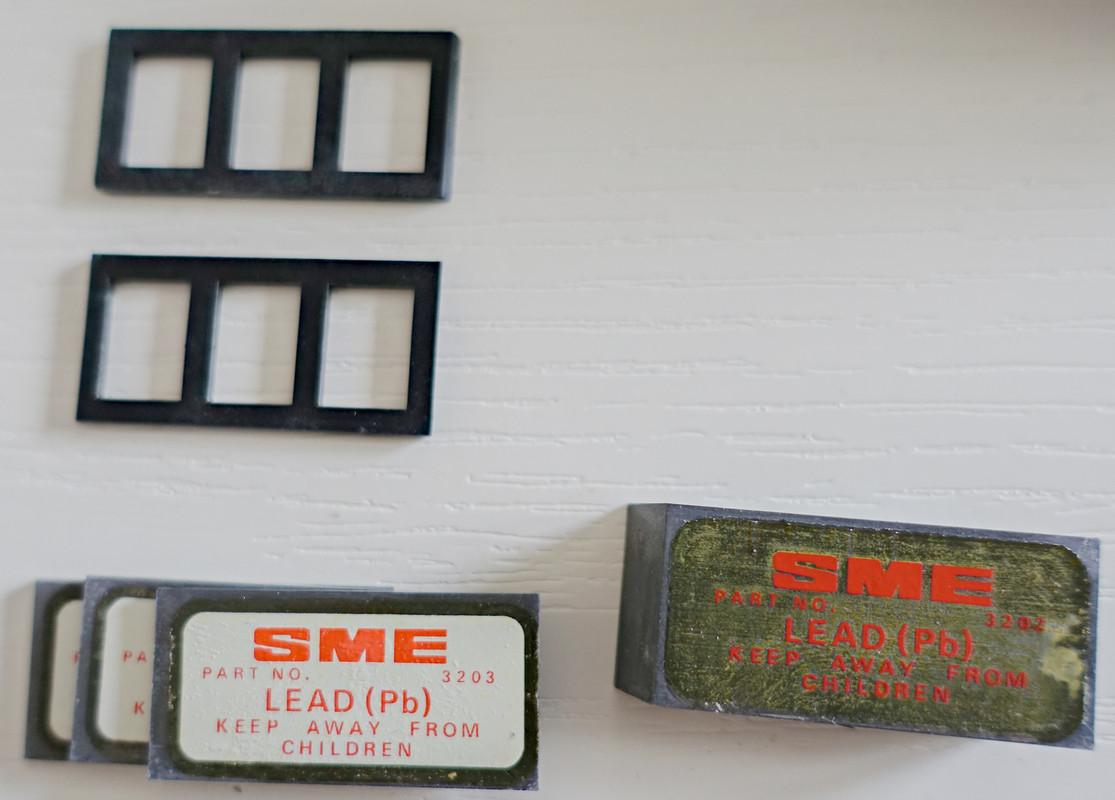 SME
PART NO. 3203
LEAD (Pb)
KEEP AWAY FROM
CHILDREN
SME
PART NO. 3202
LEAD (Pb)
KEEP AWAY FROM
CHILDREN
PA
K